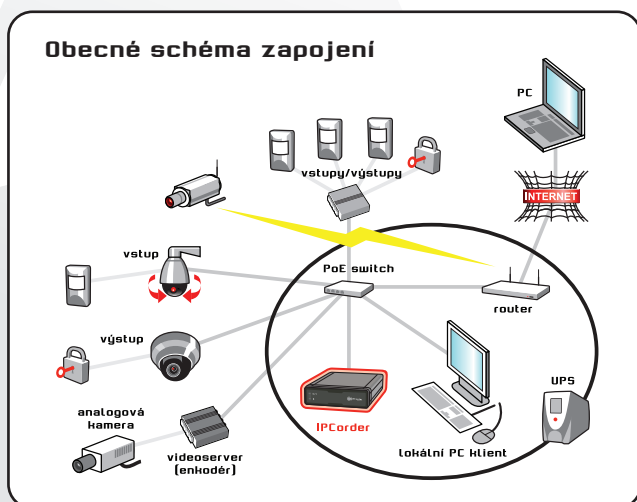 Obecné schéma zapojení
PC
vstupy/výstupy
INTERNET
vstup
PoE switch
router
výstup
UPS
analogová
kamera
IPCorder
videoserver
(enkodér)
lokální PC klient